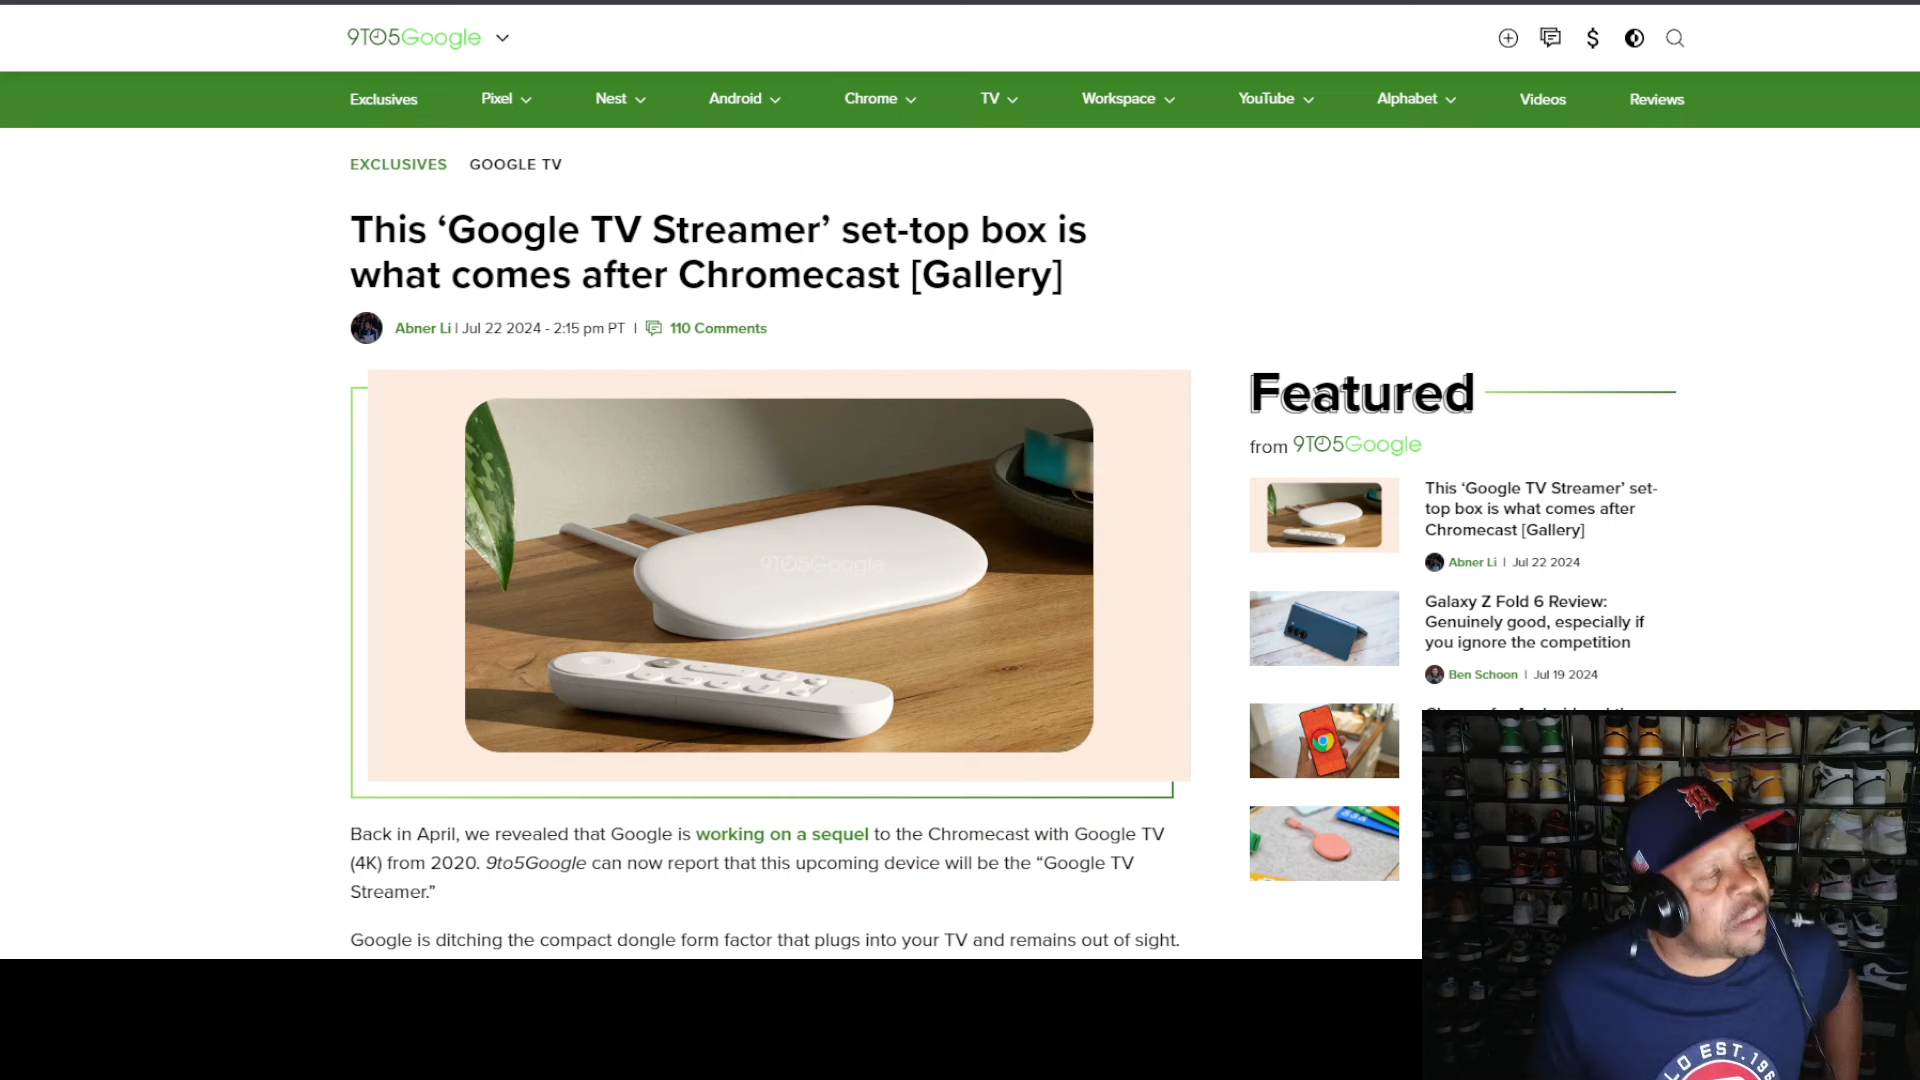 9TO5Google
Exclusives Pixel Nest Android Chrome TV Workspace YouTube Alphabet Videos Reviews
EXCLUSIVES GOOGLE TV
This ‘Google TV Streamer’ set-top box is
what comes after Chromecast [Gallery]
Abner Li | Jul 22 2024 - 2:15 pm PT | 110 Comments
9TO5Google
Back in April, we revealed that Google is working on a sequel to the Chromecast with Google TV
(4K) from 2020. 9to5Google can now report that this upcoming device will be the “Google TV
Streamer.”
Google is ditching the compact dongle form factor that plugs into your TV and remains out of sight.
Featured
from 9TO5Google
This ‘Google TV Streamer’ set-
top box is what comes after
Chromecast [Gallery]
Abner Li | Jul 22 2024
Galaxy Z Fold 6 Review:
Genuinely good, especially if
you ignore the competition
Ben Schoon | Jul 19 2024
EST.